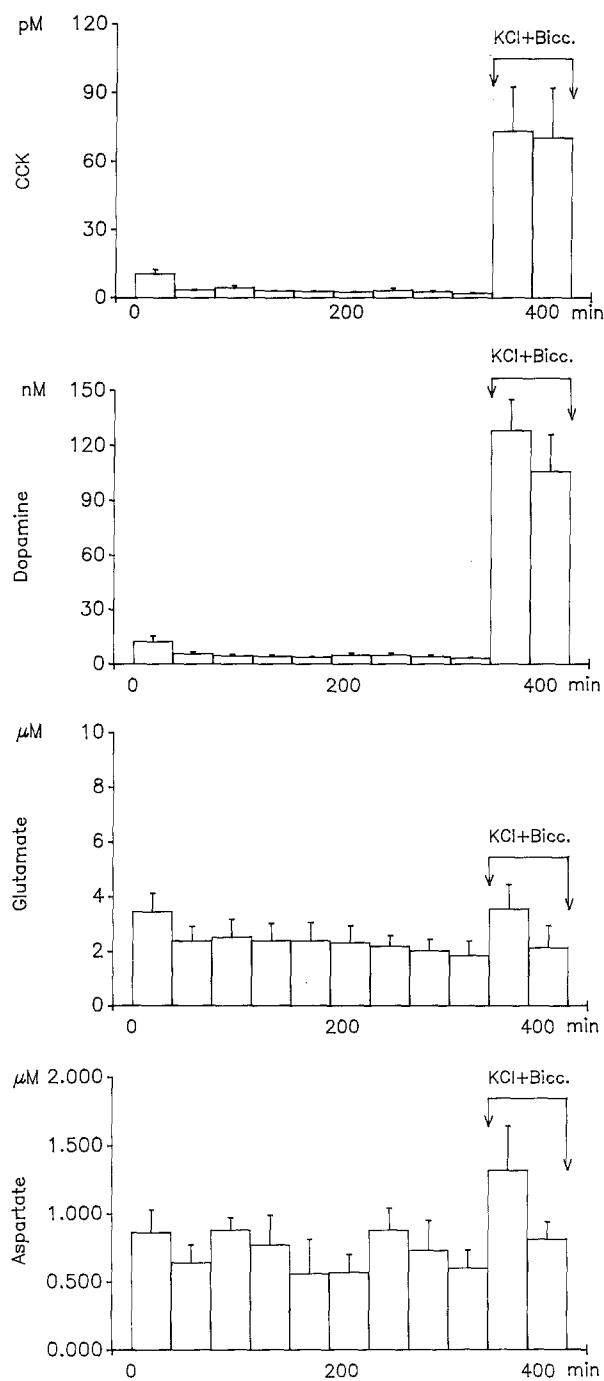 pM
120
KCl+Bicc.
90
CCK
60
30
0
0 200 400 min
KCl+Bicc.
nM
150
120
Dopamine
90
60
30
0
0 200 400 min
μM
10
8
KCl+Bicc.
Glutamate
6
4
2
0
0 200 400 min
μM
2.000
KCl+Bicc.
1.500
Aspartate
1.000
0.500
0.000
0 200 400 min